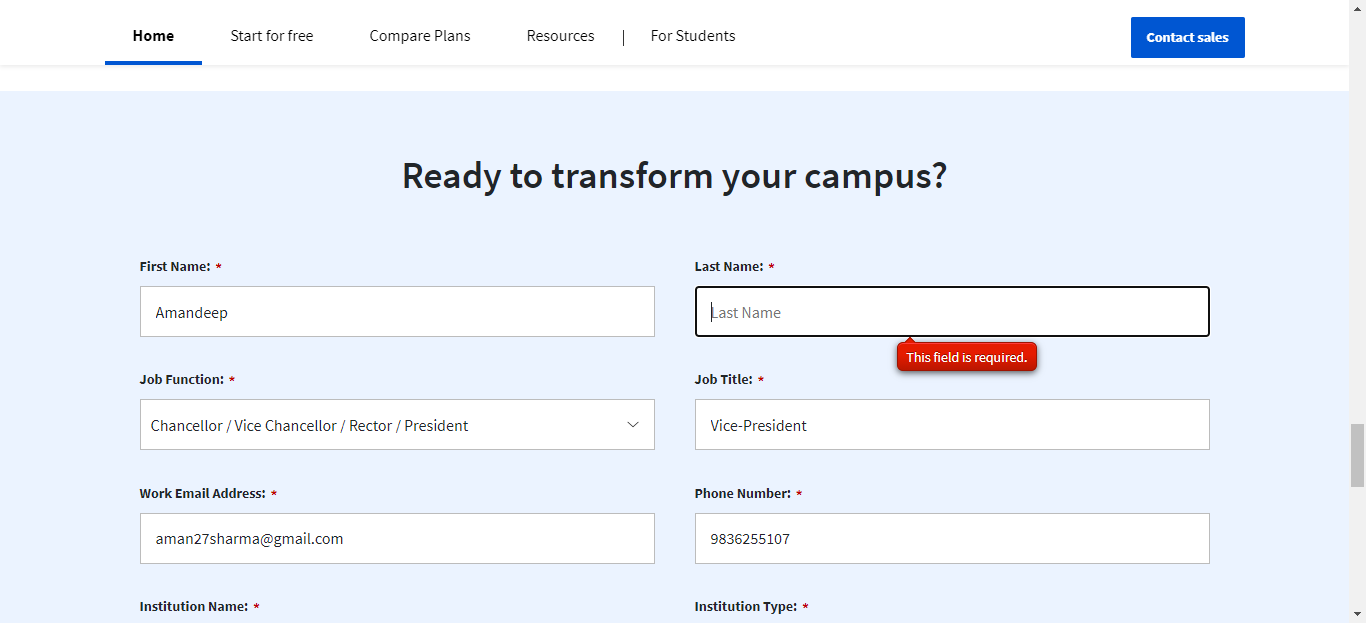 Home Start for free Compare Plans Resources | For Students Contact sales
Ready to transform your campus?
First Name: * Last Name: *
Amandeep Last Name
This field is required.
Job Function: * Job Title: *
Chancellor / Vice Chancellor / Rector / President Vice-President
Work Email Address: * Phone Number: *
aman27sharma@gmail.com 9836255107
Institution Name: * Institution Type: *